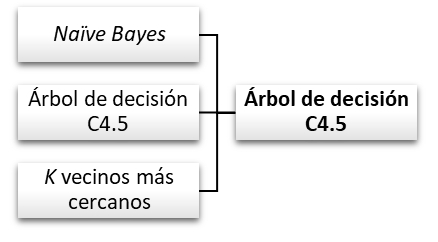 Naïve Bayes
Árbol de decisión
C4.5
K vecinos más
cercanos
Árbol de decisión
C4.5